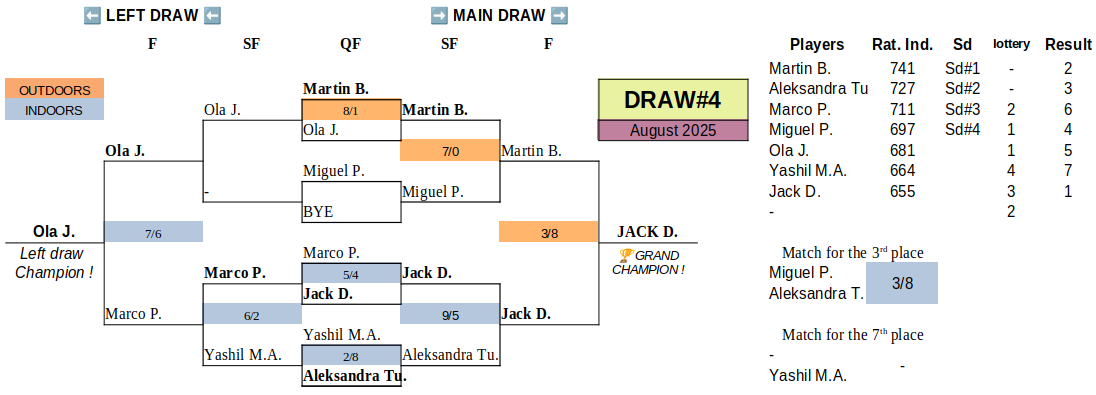 ⬅️ LEFT DRAW ⬅️ ➡️ MAIN DRAW ➡️
F SF QF SF F
OUTDOORS
INDOORS
Martin B.
8/1
Ola J.
Miguel P.
BYE
Marco P.
5/4
Jack D.
Yashil M.A.
2/8
Aleksandra Tu.
Ola J.
-
Marco P.
6/2
Yashil M.A.
Ola J.
7/6
Marco P.
Ola J.
Left draw
Champion !
Martin B.
7/0
Miguel P.
Jack D.
9/5
Aleksandra Tu.
Martin B.
3/8
Jack D.
JACK D.
🏆GRAND
CHAMPION !
DRAW#4
August 2025
Players Rat. Ind. Sd lottery Result
Martin B. 741 Sd#1 - 2
Aleksandra Tu 727 Sd#2 - 3
Marco P. 711 Sd#3 2 6
Miguel P. 697 Sd#4 1 4
Ola J. 681 1 5
Yashil M.A. 664 4 7
Jack D. 655 3 1
- 2
Match for the 3rd place
Miguel P.
3/8
Aleksandra T.
Match for the 7th place
-
-
Yashil M.A.